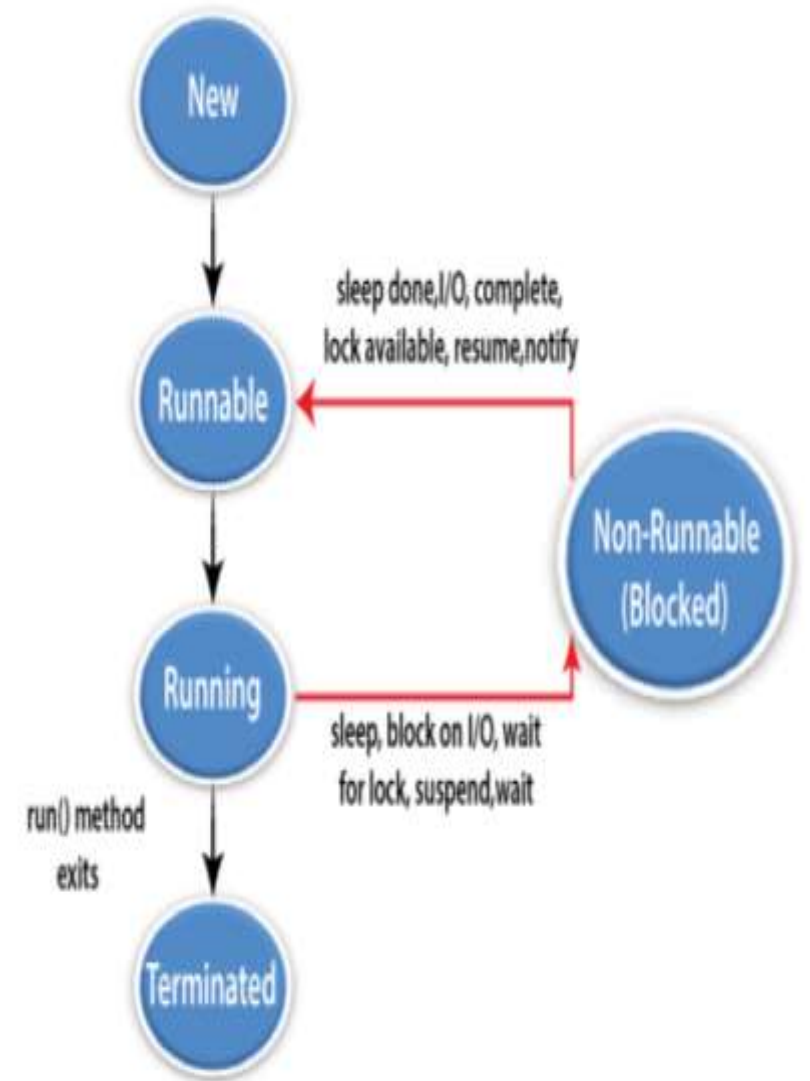 New
sleep done,I/O, complete,
lock available, resume,notify
Runnable
Non-Runnable
(Blocked)
Running
sleep, block on I/O, wait
for lock, suspend,wait
run() method
exits
Terminated